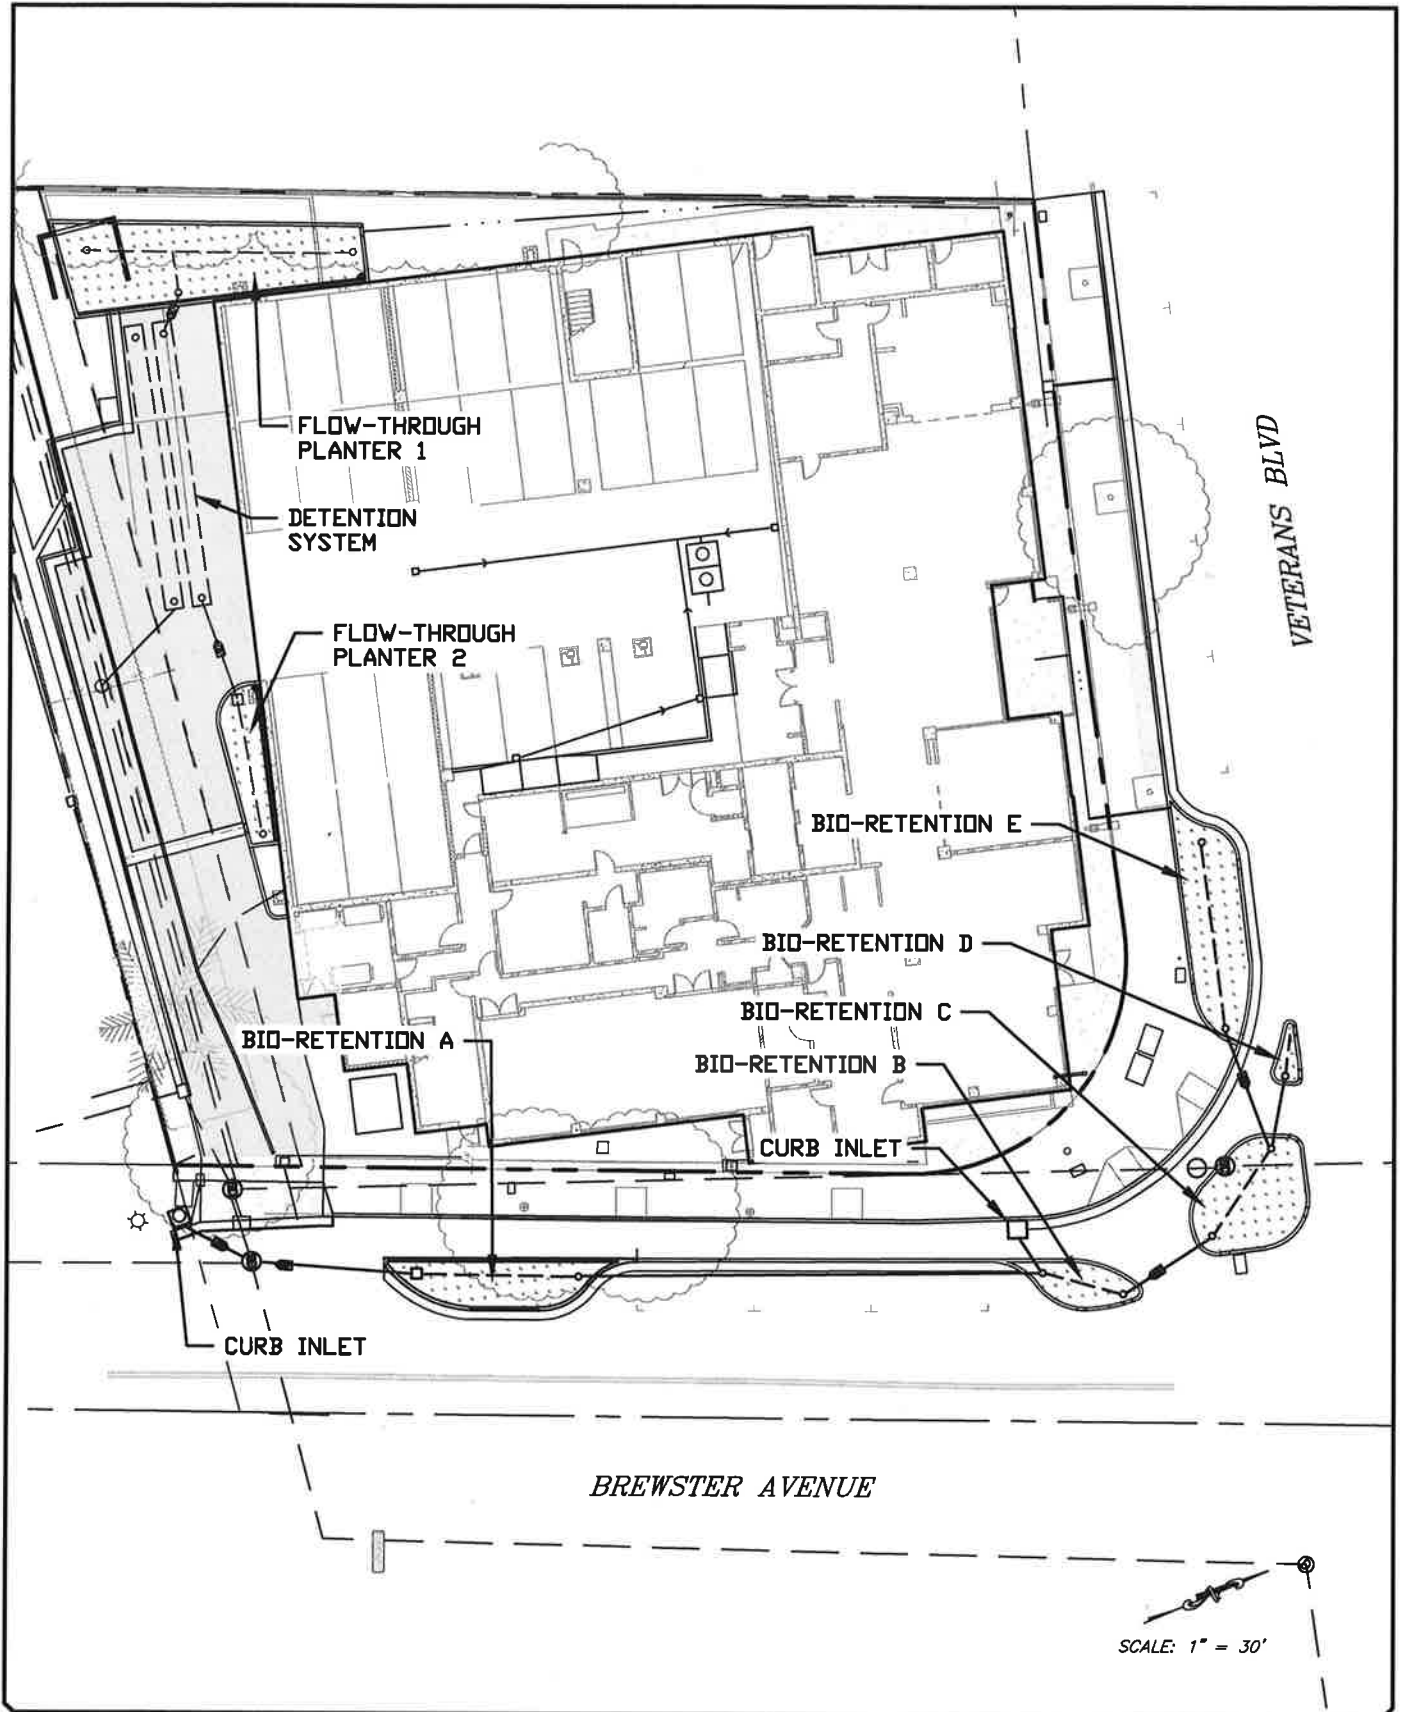 FLOW-THROUGH
PLANTER 1
DETENTION
SYSTEM
FLOW-THROUGH
PLANTER 2
VETERANS BLVD
BIO-RETENTION E
BIO-RETENTION D
BIO-RETENTION C
BIO-RETENTION A
BIO-RETENTION B
CURB INLET
CURB INLET
BREWSTER AVENUE
SCALE: 1" = 30'